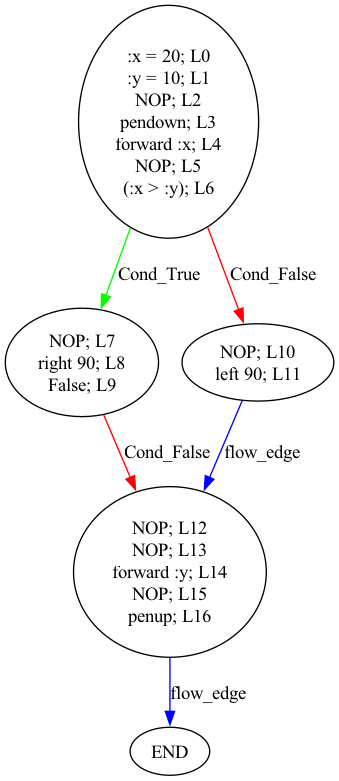 :x = 20; L0
:y = 10; L1
NOP; L2
pendown; L3
forward :x; L4
NOP; L5
(:x > :y); L6
Cond_True
Cond_False
NOP; L7
right 90; L8
False; L9
NOP; L10
left 90; L11
Cond_False
flow_edge
NOP; L12
NOP; L13
forward :y; L14
NOP; L15
penup; L16
flow_edge
END